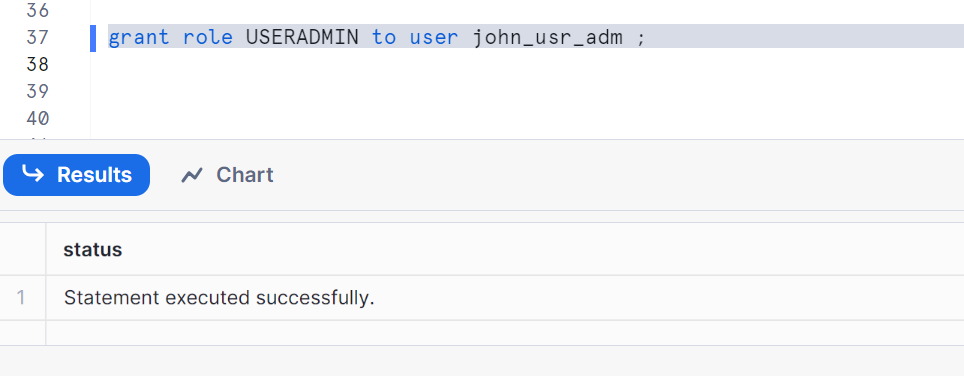 36
37 grant role USERADMIN to user john_usr_adm ;
38
39
40
Results Chart
status
1 Statement executed successfully.